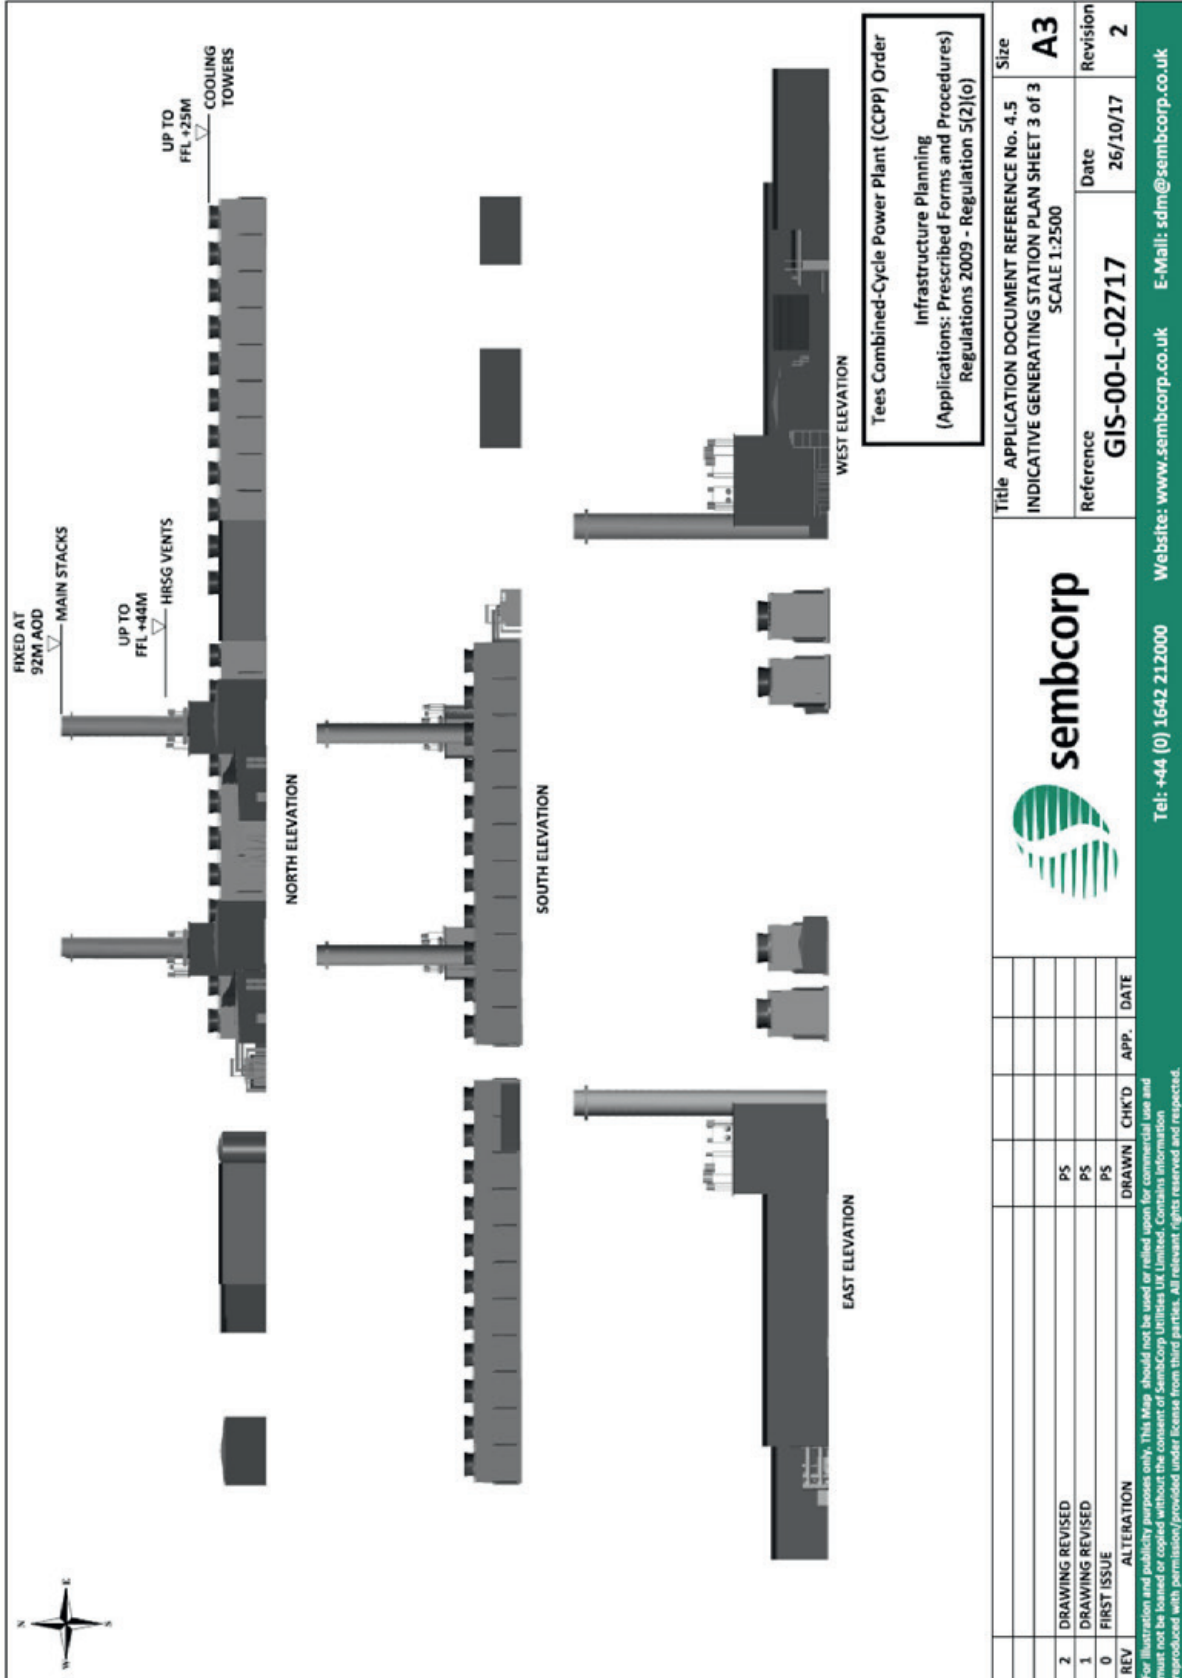 FIXED AT
92M AOD
MAIN STACKS
UP TO
FFL +44M
HRSG VENTS
UP TO
FFL +25M
COOLING
TOWERS
N
W
E
S
NORTH ELEVATION
SOUTH ELEVATION
EAST ELEVATION
WEST ELEVATION
Tees Combined-Cycle Power Plant (CCPP) Order
Infrastructure Planning
(Applications: Prescribed Forms and Procedures)
Regulations 2009 - Regulation 5(2)(o)
2 DRAWING REVISED PS
1 DRAWING REVISED PS
0 FIRST ISSUE PS
REV ALTERATION DRAWN CHK'D APP. DATE
sembcorp
Title APPLICATION DOCUMENT REFERENCE No. 4.5
INDICATIVE GENERATING STATION PLAN SHEET 3 of 3
SCALE 1:2500
Size
A3
Reference
GIS-00-L-02717
Date
26/10/17
Revision
2
For illustration and publicity purposes only. This Map should not be used or relied upon for commercial use and
must not be loaned or copied without the consent of SembCorp Utilities UK Limited. Contains information
reproduced with permission/provided under license from third parties. All relevant rights reserved and respected.
Tel: +44 (0) 1642 212000 Website: www.sembcorp.co.uk E-Mail: sdm@sembcorp.co.uk